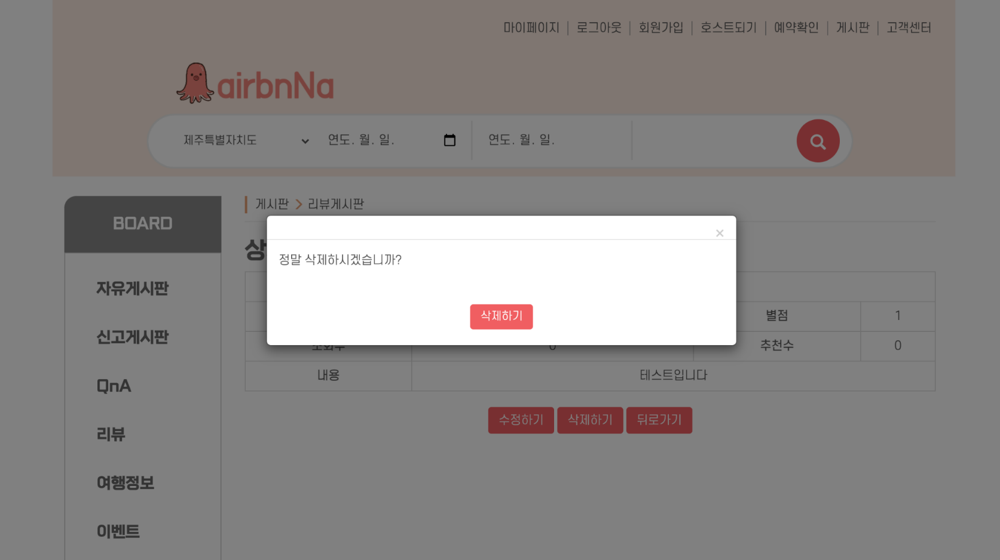 마이페이지 | 로그아웃 | 회원가입 | 호스트되기 | 예약확인 | 게시판 | 고객센터
airbnNa
제주특별자치도 연도. 월. 일. 연도. 월. 일.
BOARD
게시판 > 리뷰게시판
×
상
정말 삭제하시겠습니까?
자유게시판
삭제하기
별점 1
신고게시판
0 추천수 0
내용 테스트입니다
QnA
수정하기 삭제하기 뒤로가기
리뷰
여행정보
이벤트